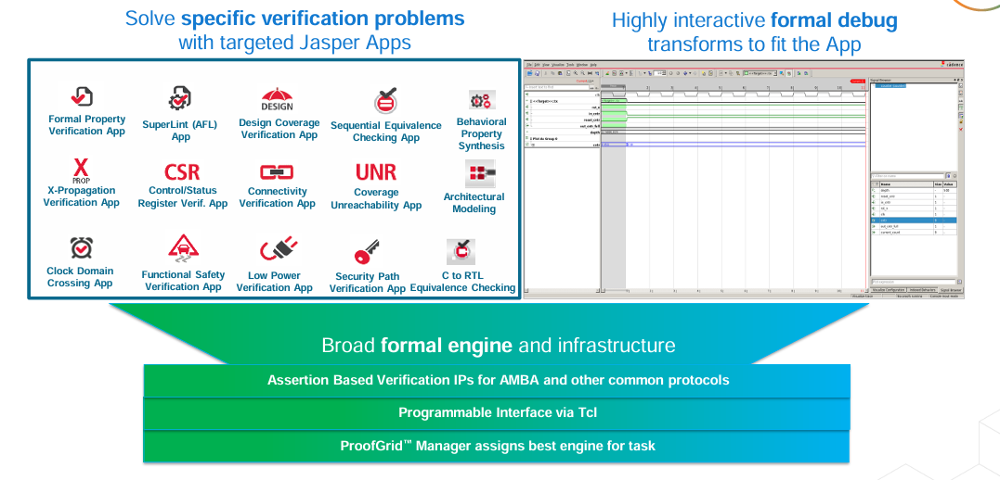 Solve specific verification problems
with targeted Jasper Apps
Highly interactive formal debug
transforms to fit the App
Formal Property
Verification App
SuperLint (AFL)
App
DESIGN
Design Coverage
Verification App
Sequential Equivalence
Checking App
Behavioral
Property
Synthesis
X
PROP
X-Propagation
Verification App
CSR
Control/Status
Register Verif. App
Connectivity
Verification App
UNR
Coverage
Unreachability App
Architectural
Modeling
Clock Domain
Crossing App
Functional Safety
Verification App
Low Power
Verification App
Security Path
Verification App
C to RTL
Equivalence Checking
cadence
Name
Size
Value
depth
Broad formal engine and infrastructure
Assertion Based Verification IPs for AMBA and other common protocols
Programmable Interface via Tcl
ProofGrid™ Manager assigns best engine for task